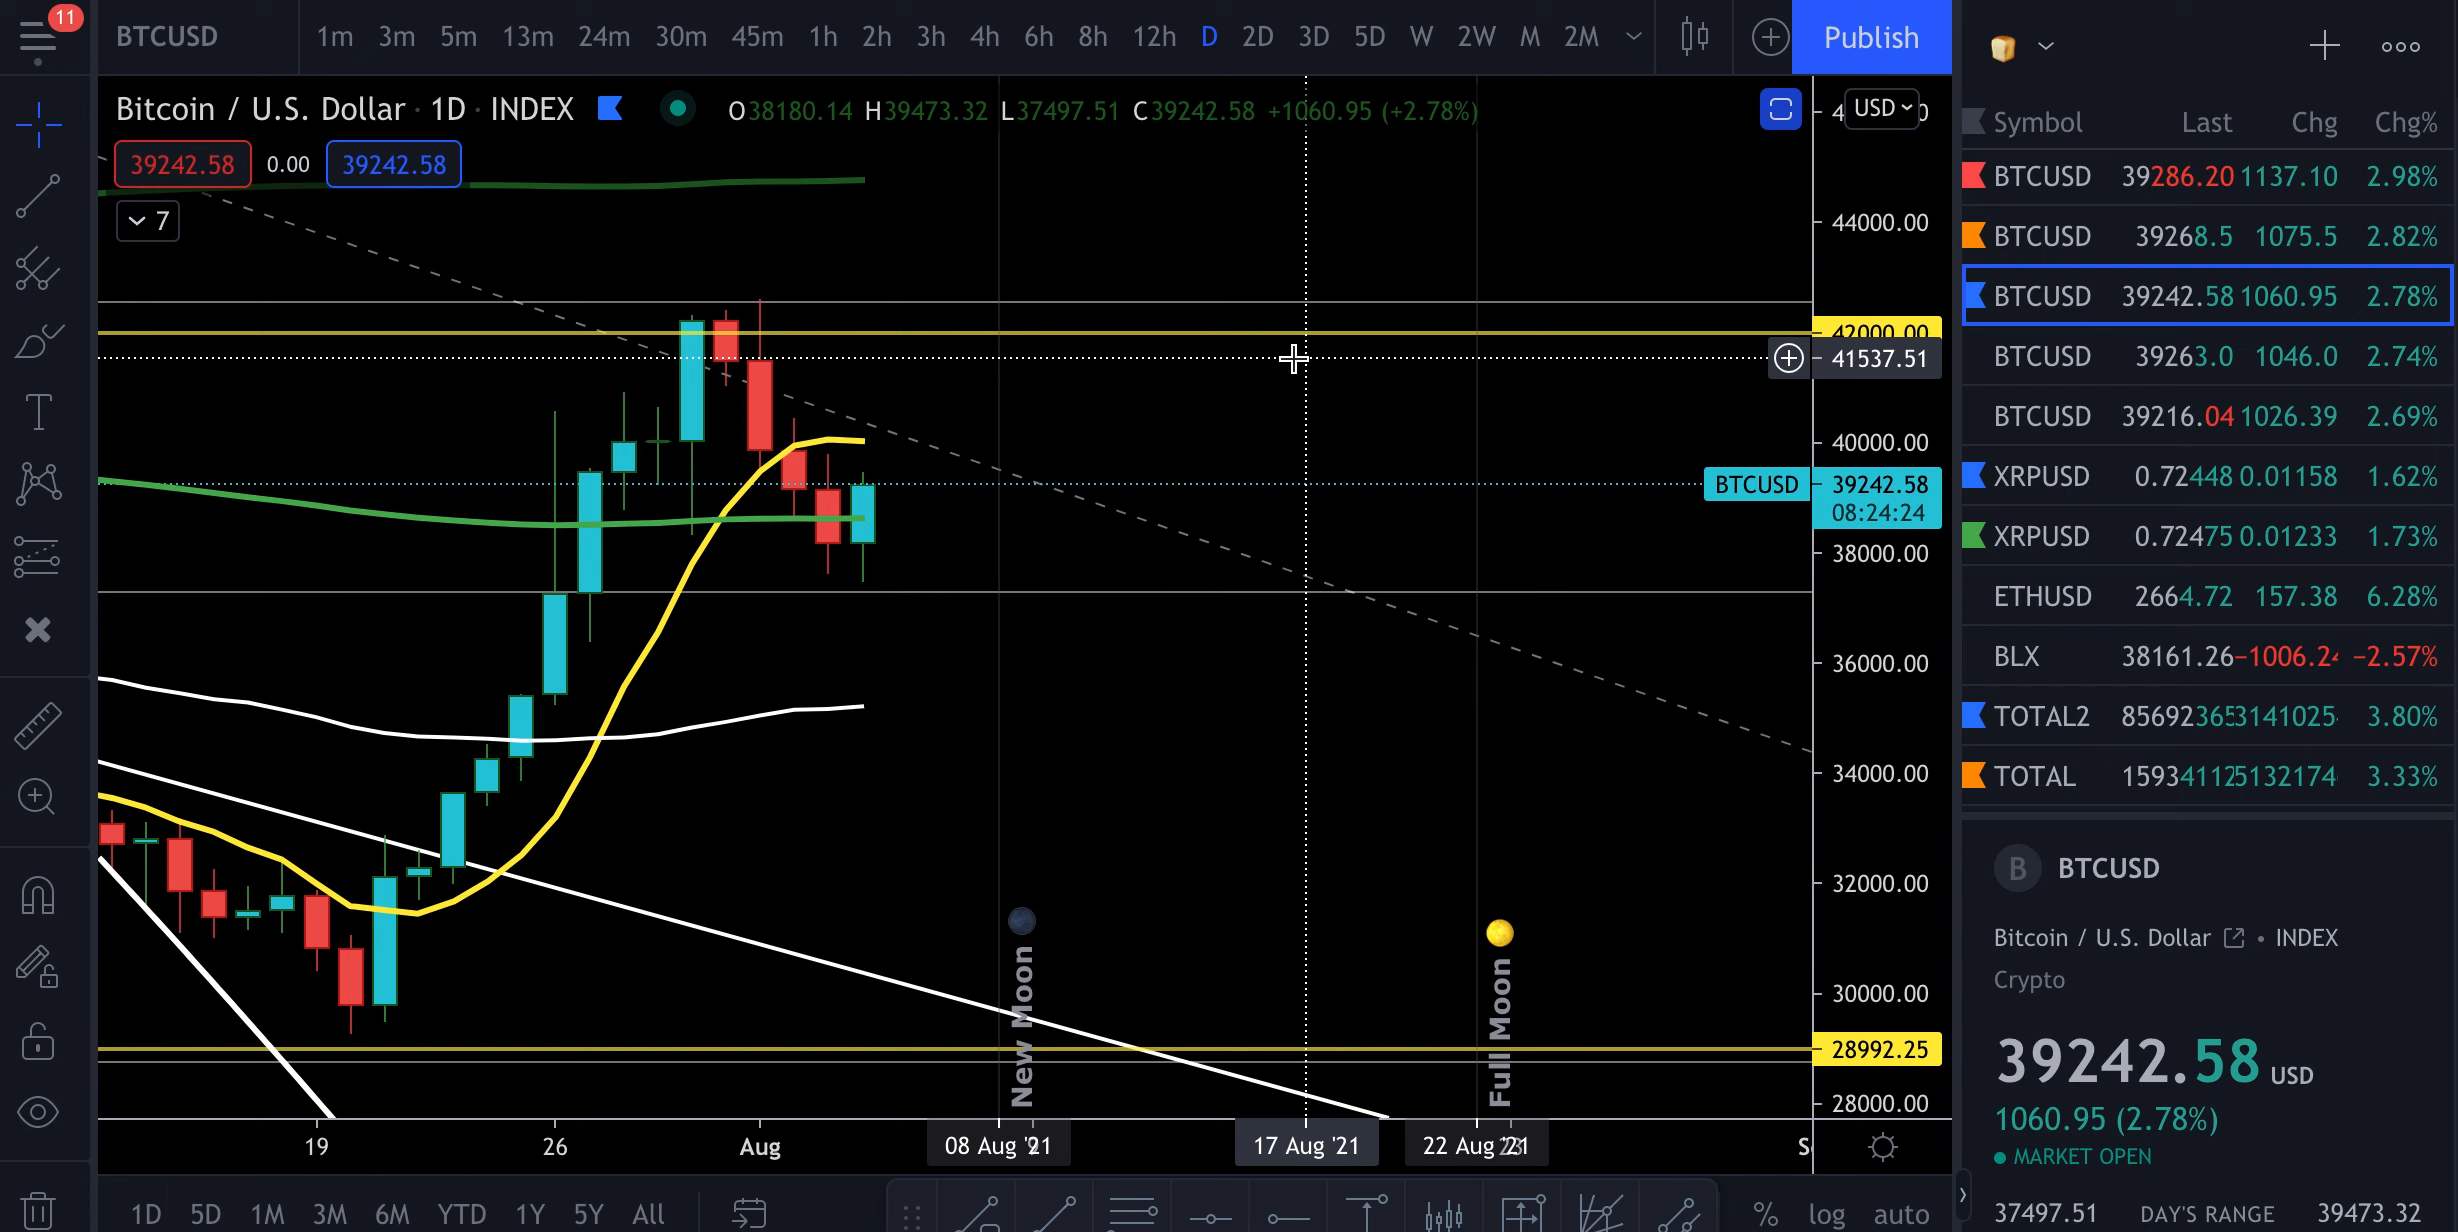 11
BTCUSD
1m 3m 5m 13m 24m 30m 45m 1h 2h 3h 4h 6h 8h 12h D 2D 3D 5D W 2W M 2M
Publish
Bitcoin / U.S. Dollar · 1D · INDEX
O38180.14 H39473.32 L37497.51 C39242.58 +1060.95 (+2.78%)
USD
39242.58 0.00 39242.58
7
44000.00
42000.00
41537.51
40000.00
BTCUSD 39242.58
08:24:24
38000.00
36000.00
34000.00
32000.00
30000.00
28992.25
28000.00
New Moon
Full Moon
19 26 Aug 08 Aug '21 17 Aug '21 22 Aug '21
1D 5D 1M 3M 6M YTD 1Y 5Y All
% log auto
Symbol Last Chg Chg%
BTCUSD 39286.20 1137.10 2.98%
BTCUSD 39268.5 1075.5 2.82%
BTCUSD 39242.58 1060.95 2.78%
BTCUSD 39263.0 1046.0 2.74%
BTCUSD 39216.04 1026.39 2.69%
XRPUSD 0.72448 0.01158 1.62%
XRPUSD 0.72475 0.01233 1.73%
ETHUSD 2664.72 157.38 6.28%
BLX 38161.26 −1006.24 −2.57%
TOTAL2 85692365 3141025 3.80%
TOTAL 15934112 5132174 3.33%
B BTCUSD
Bitcoin / U.S. Dollar • INDEX
Crypto
39242.58 USD
1060.95 (2.78%)
MARKET OPEN
37497.51 DAY'S RANGE 39473.32